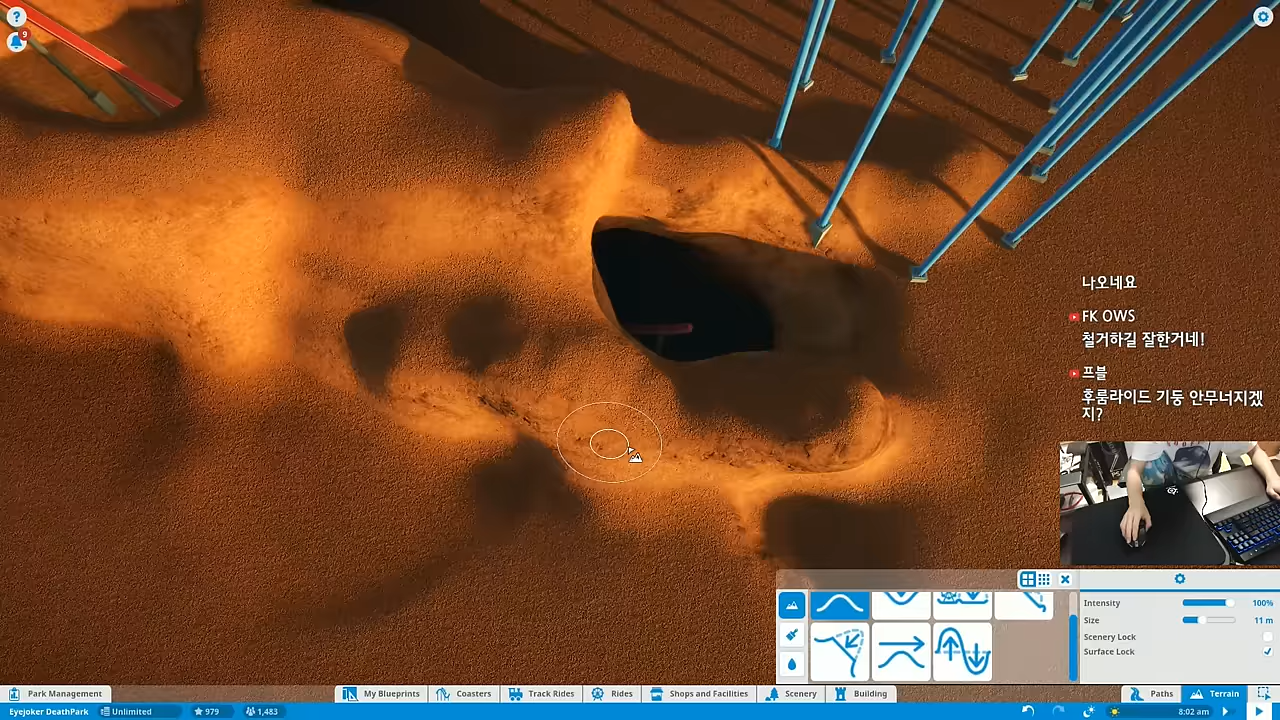 ?
9
나오네요
FK OWS
철거하길 잘한거네!
프블
후룸라이드 기둥 안무너지겠
지?
Intensity
100%
Size
11 m
Scenery Lock
Surface Lock
Park Management
My Blueprints
Coasters
Track Rides
Rides
Shops and Facilities
Scenery
Building
Paths
Terrain
Eyejoker DeathPark
Unlimited
979
1,483
8:02 am